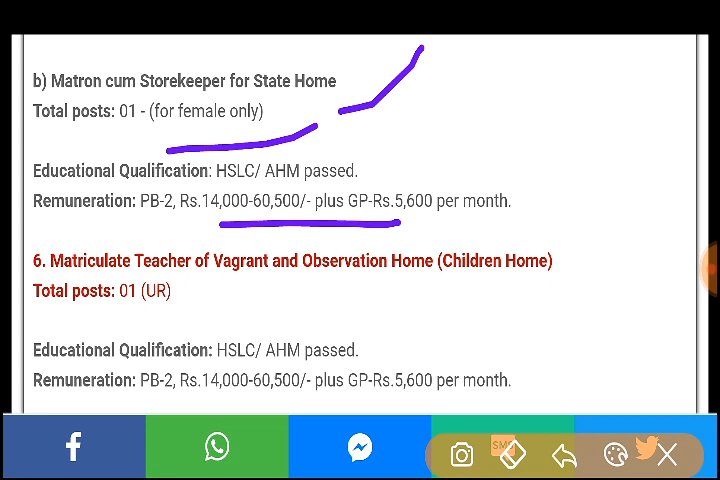 b) Matron cum Storekeeper for State Home
Total posts: 01 - (for female only)
Educational Qualification: HSLC/ AHM passed.
Remuneration: PB-2, Rs.14,000-60,500/- plus GP-Rs.5,600 per month.
6. Matriculate Teacher of Vagrant and Observation Home (Children Home)
Total posts: 01 (UR)
Educational Qualification: HSLC/ AHM passed.
Remuneration: PB-2, Rs.14,000-60,500/- plus GP-Rs.5,600 per month.
SMS